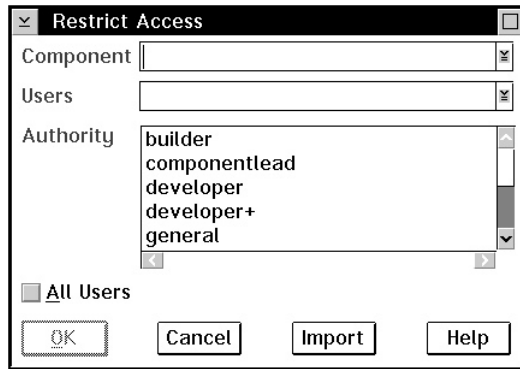 Restrict Access
Component
Users
Authority
builder
componentlead
developer
developer+
general
All Users
OK
Cancel
Import
Help